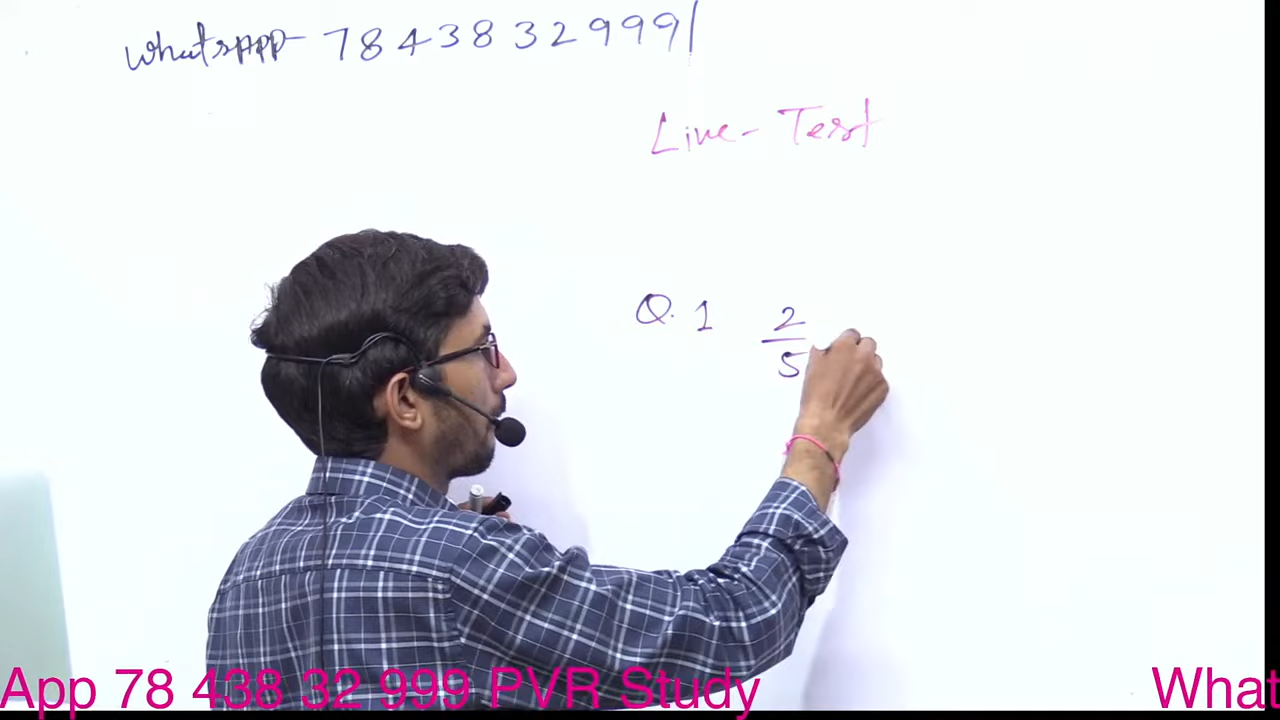 Whatsapp- 7843832999
Live- Test
Q. 1 2/5
App 78 438 32 999 PVR Study What